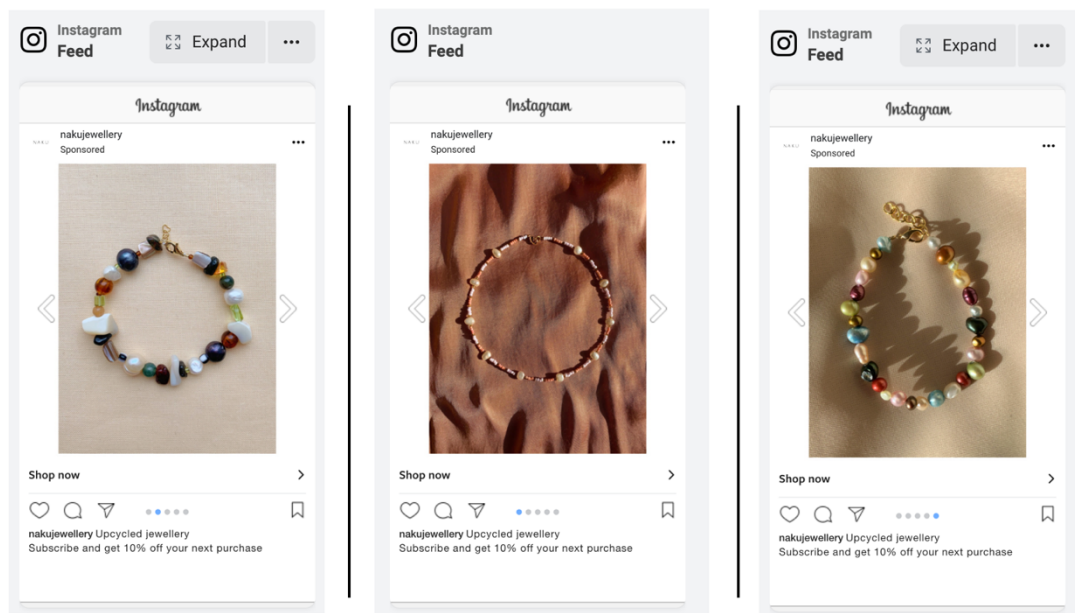 Instagram
Feed
Expand
Instagram
nakujewellery
Sponsored
Shop now
nakujewellery Upcycled jewellery
Subscribe and get 10% off your next purchase
Instagram
Feed
Instagram
nakujewellery
Sponsored
Shop now
nakujewellery Upcycled jewellery
Subscribe and get 10% off your next purchase
Instagram
Feed
Expand
Instagram
nakujewellery
Sponsored
Shop now
nakujewellery Upcycled jewellery
Subscribe and get 10% off your next purchase